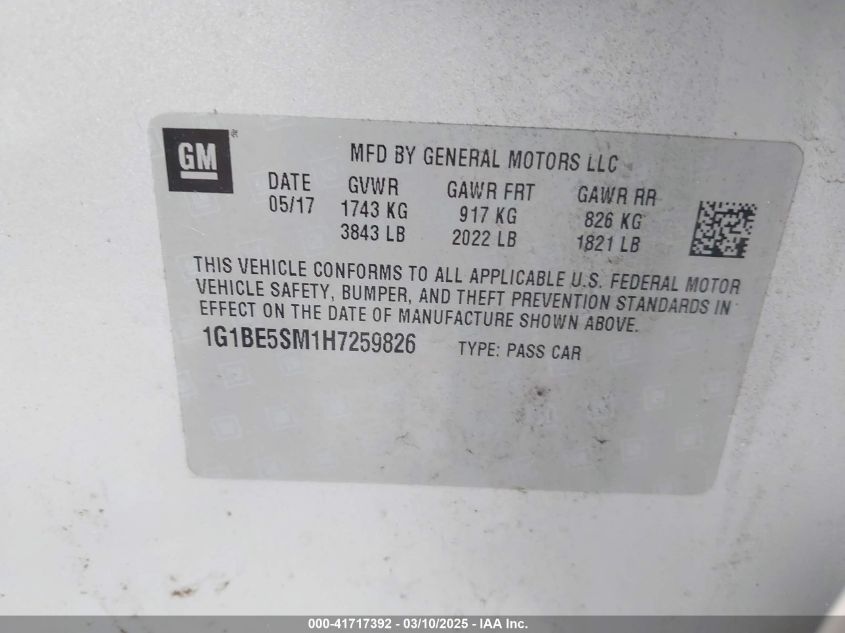 GM
MFD BY GENERAL MOTORS LLC
DATE GVWR GAWR FRT GAWR RR
05/17 1743 KG 917 KG 826 KG
3843 LB 2022 LB 1821 LB
THIS VEHICLE CONFORMS TO ALL APPLICABLE U.S. FEDERAL MOTOR
VEHICLE SAFETY, BUMPER, AND THEFT PREVENTION STANDARDS IN
EFFECT ON THE DATE OF MANUFACTURE SHOWN ABOVE.
1G1BE5SM1H7259826 TYPE: PASS CAR
000-41717392 - 03/10/2025 - IAA Inc.